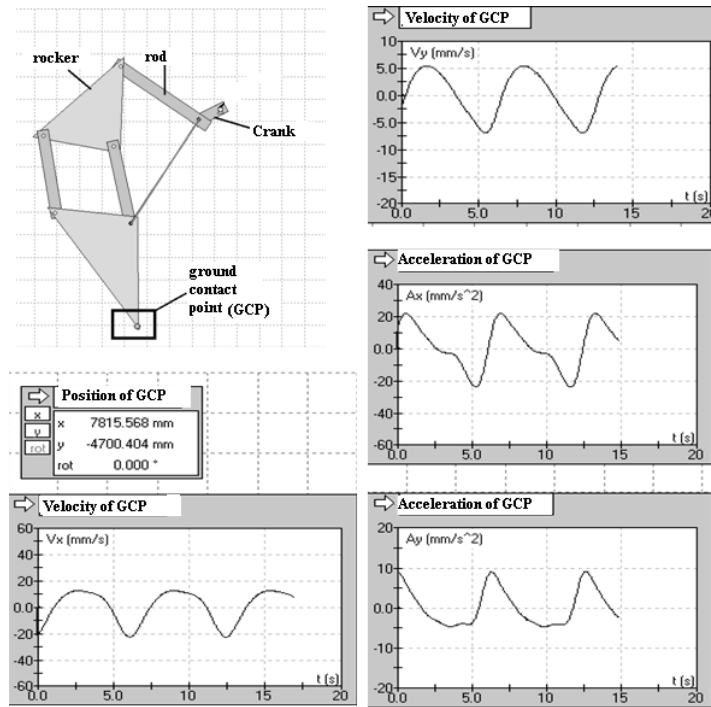 rocker
rod
Crank
ground
contact
point (GCP)
Position of GCP
x
y
rot
x 7815.568 mm
y -4700.404 mm
rot 0.000 °
Velocity of GCP
Vx (mm/s)
60
40
20
0.0
-20
-40
-60
0.0 5.0 10 15 20
t (s)
Velocity of GCP
Vy (mm/s)
10
5.0
0.0
-5.0
-10
-15
-20
0.0 5.0 10 15 20
t (s)
Acceleration of GCP
Ax (mm/s^2)
40
20
0.0
-20
-40
-60
0.0 5.0 10 15 20
t (s)
Acceleration of GCP
Ay (mm/s^2)
20
10
0.0
-10
-20
0.0 5.0 10 15 20
t (s)